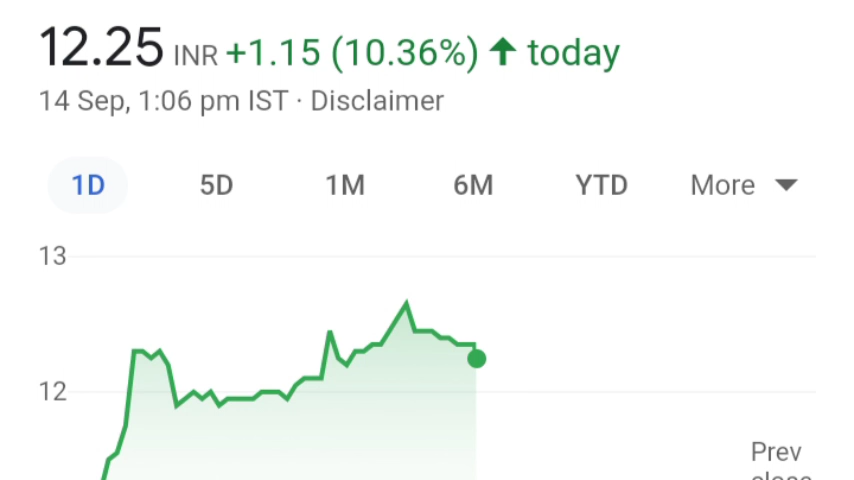 12.25 INR +1.15 (10.36%) ↑ today
14 Sep, 1:06 pm IST · Disclaimer
1D 5D 1M 6M YTD More
13
12
Prev
close